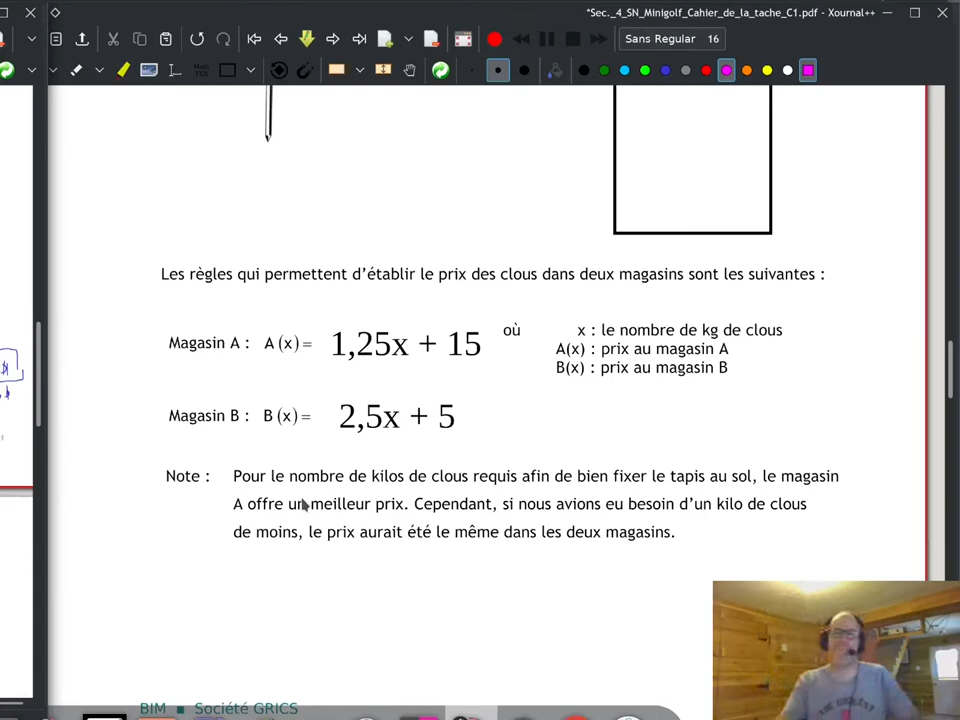 *Sec._4_SN_Minigolf_Cahier_de_la_tache_C1.pdf - Xournal++
Sans Regular 16
Les règles qui permettent d’établir le prix des clous dans deux magasins sont les suivantes :
Magasin A : A (x) = 1,25x + 15 où x : le nombre de kg de clous
A(x) : prix au magasin A
B(x) : prix au magasin B
Magasin B : B (x) = 2,5x + 5
Note : Pour le nombre de kilos de clous requis afin de bien fixer le tapis au sol, le magasin
A offre un meilleur prix. Cependant, si nous avions eu besoin d’un kilo de clous
de moins, le prix aurait été le même dans les deux magasins.
BIM ▪ Société GRICS